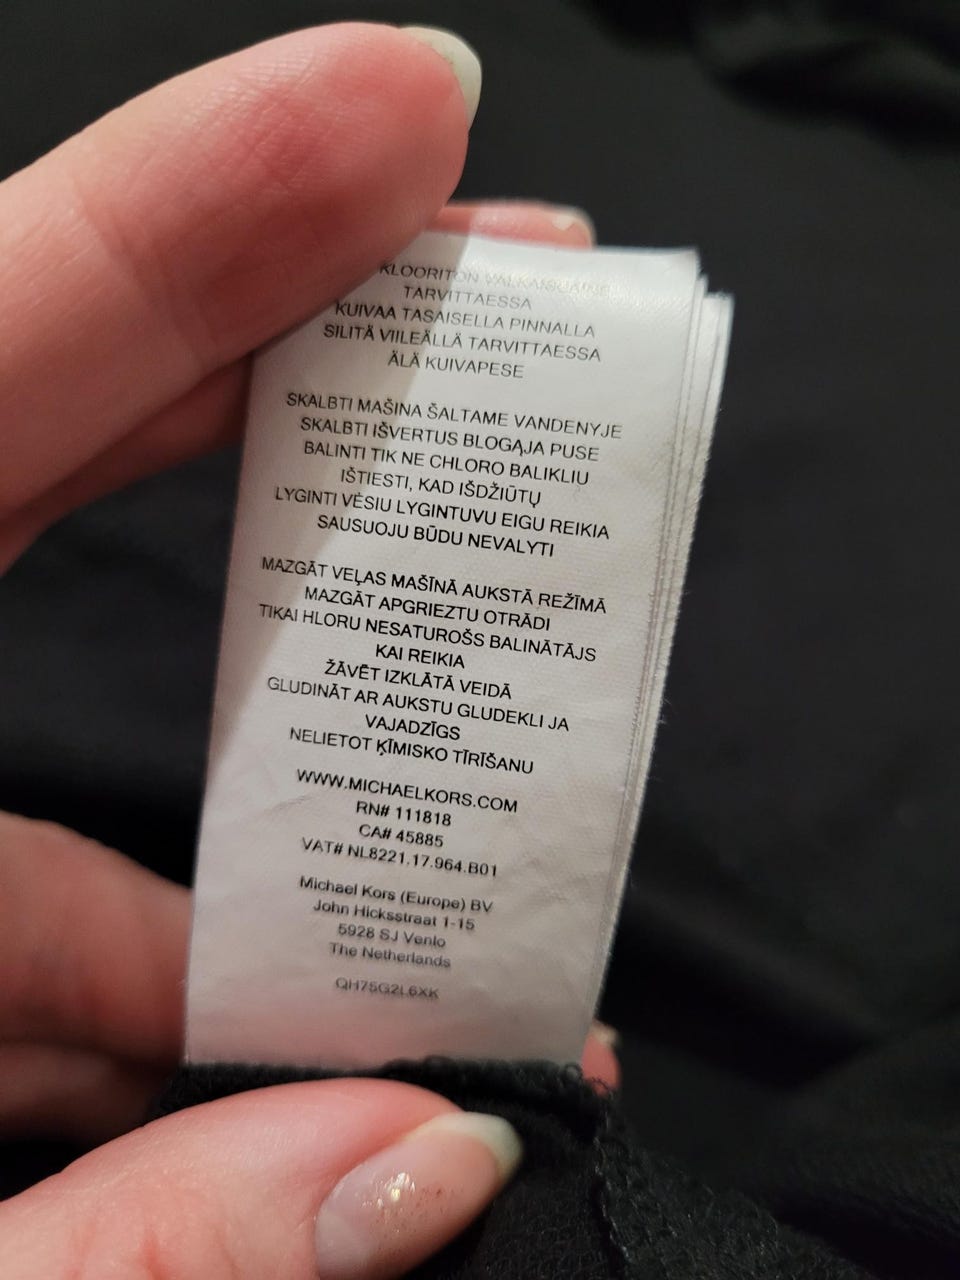 KLOORITON VALKAISUAINE
TARVITTAESSA
KUIVAA TASAISELLA PINNALLA
SILITÄ VIILEÄLLÄ TARVITTAESSA
ÄLÄ KUIVAPESE
SKALBTI MAŠINA ŠALTAME VANDENYJE
SKALBTI IŠVERTUS BLOGĄJA PUSE
BALINTI TIK NE CHLORO BALIKLIU
IŠTIESTI, KAD IŠDŽIŪTŲ
LYGINTI VĖSIU LYGINTUVU EIGU REIKIA
SAUSUOJU BŪDU NEVALYTI
MAZGĀT VEĻAS MAŠĪNĀ AUKSTĀ REŽĪMĀ
MAZGĀT APGRIEZTU OTRĀDI
TIKAI HLORU NESATUROŠS BALINĀTĀJS
KAI REIKIA
ŽĀVĒT IZKLĀTĀ VEIDĀ
GLUDINĀT AR AUKSTU GLUDEKLI JA
VAJADZĪGS
NELIETOT ĶĪMISKO TĪRĪŠANU
WWW.MICHAELKORS.COM
RN# 111818
CA# 45885
VAT# NL8221.17.964.B01
Michael Kors (Europe) BV
John Hicksstraat 1-15
5928 SJ Venlo
The Netherlands
QH75G2L6XK